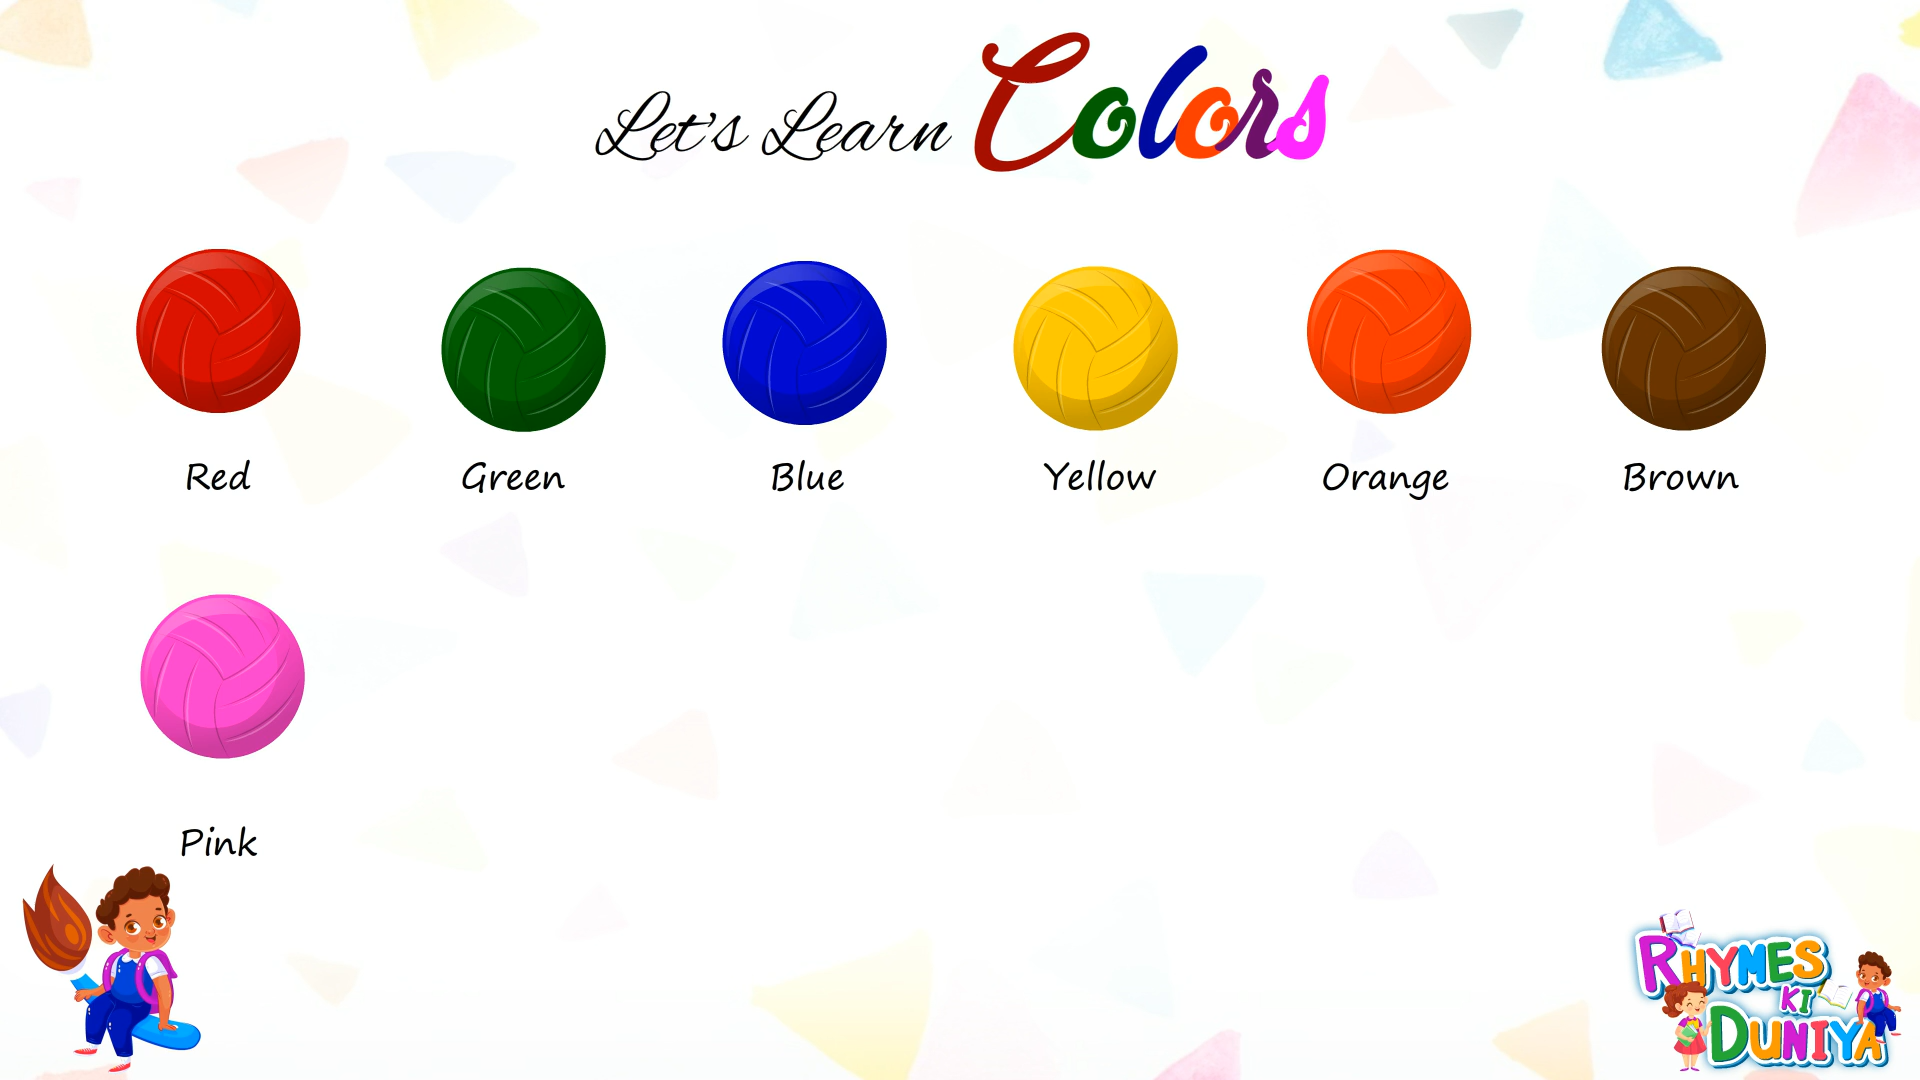 Let's Learn Colors
Red Green Blue Yellow Orange Brown
Pink
RHYMES
KI
DUNIYA